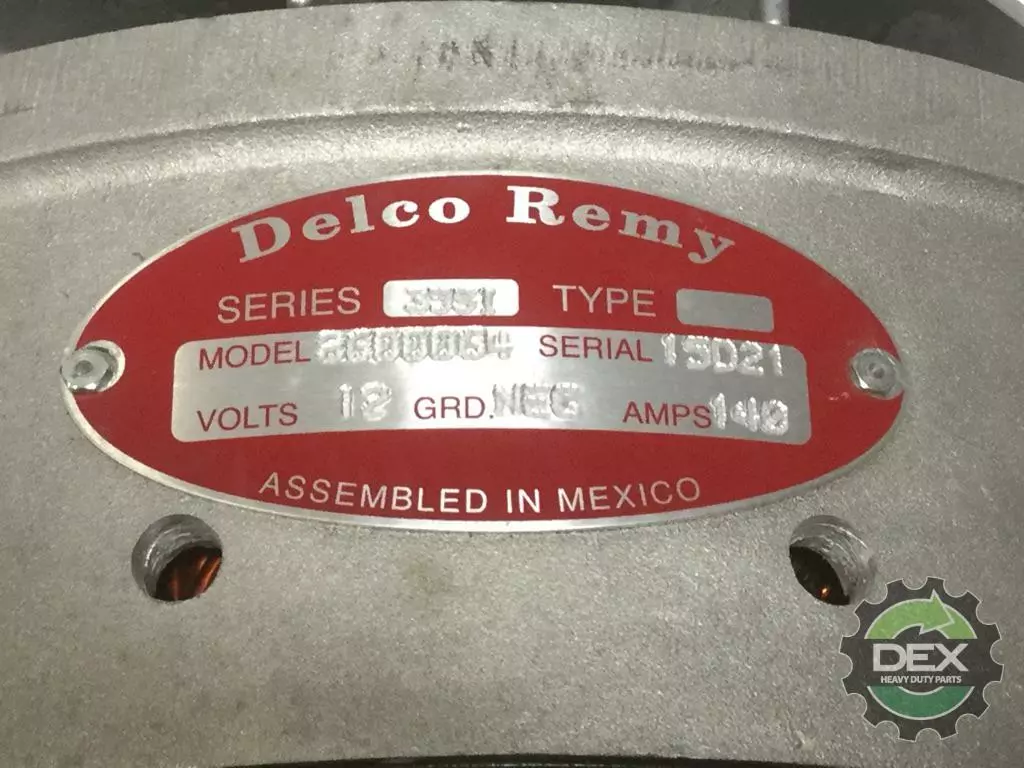 Delco Remy
SERIES TYPE
MODEL SERIAL 15D21
VOLTS 12 GRD. NEG AMPS 140
ASSEMBLED IN MEXICO
DEX
HEAVY DUTY PARTS